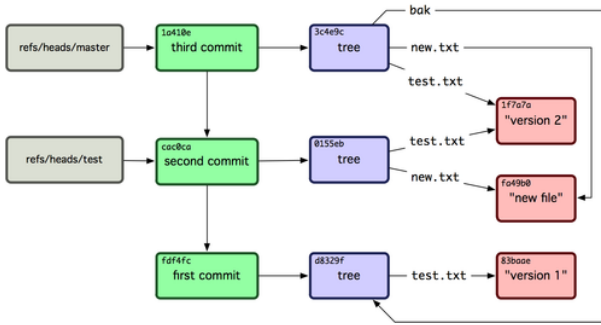 bak
1a410e
3c4e9c
refs/heads/master
third commit
tree
new.txt
test.txt
1f7a7a
"version 2"
cac0ca
0155eb
test.txt
refs/heads/test
second commit
tree
new.txt
fa49b0
"new file"
fdf4fc
d8329f
83baae
first commit
tree
test.txt
"version 1"